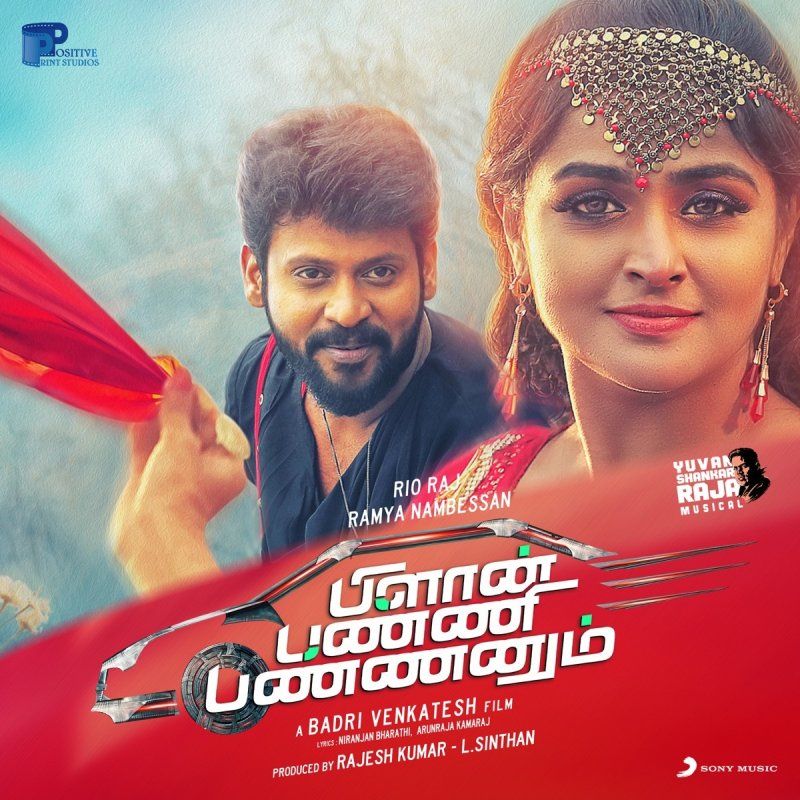 POSITIVE
PRINT STUDIOS
RIO RAJ
RAMYA NAMBESSAN
YUVAN
SHANKAR
RAJA
MUSICAL
பிளான்
பண்ணி
பண்ணனும்
A BADRI VENKATESH FILM
LYRICS : NIRANJAN BHARATHI, ARUNRAJA KAMARAJ
PRODUCED BY RAJESH KUMAR - L.SINTHAN
SONY MUSIC